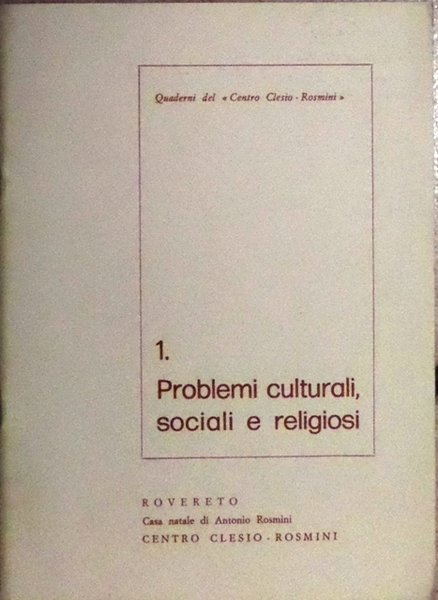 Quaderni del « Centro Clesio - Rosmini »
1.
Problemi culturali,
sociali e religiosi
ROVERETO
Casa natale di Antonio Rosmini
CENTRO CLESIO - ROSMINI